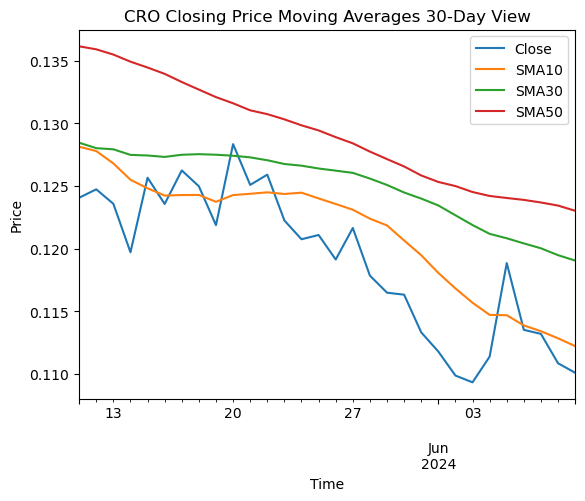 CRO Closing Price Moving Averages 30-Day View
Close
SMA10
SMA30
SMA50
Price
0.135
0.130
0.125
0.120
0.115
0.110
13
20
27
03
Jun
2024
Time